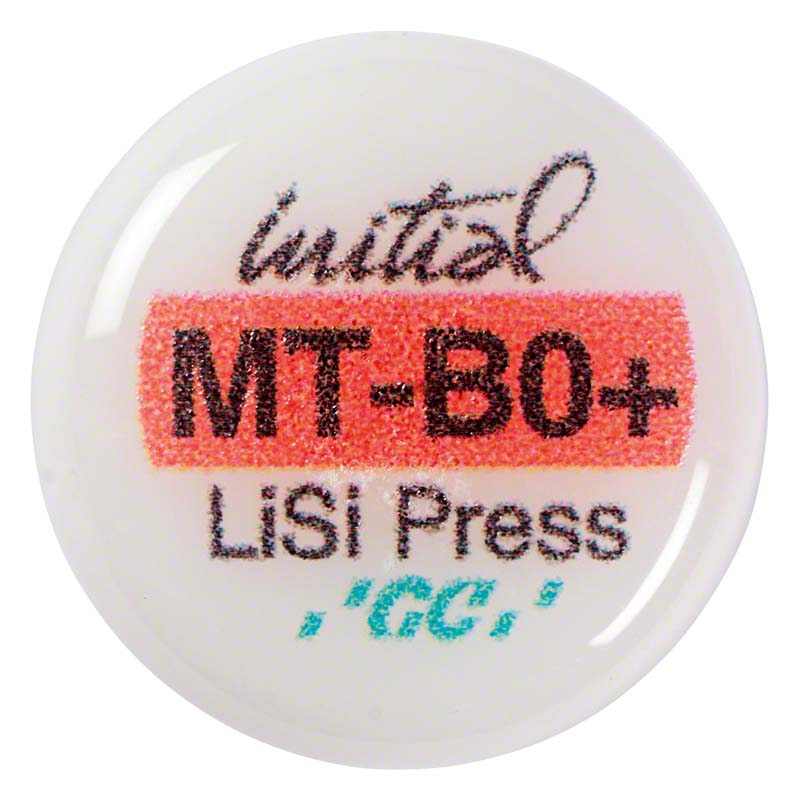 initial
MT-B0+
LiSi Press
'GC'